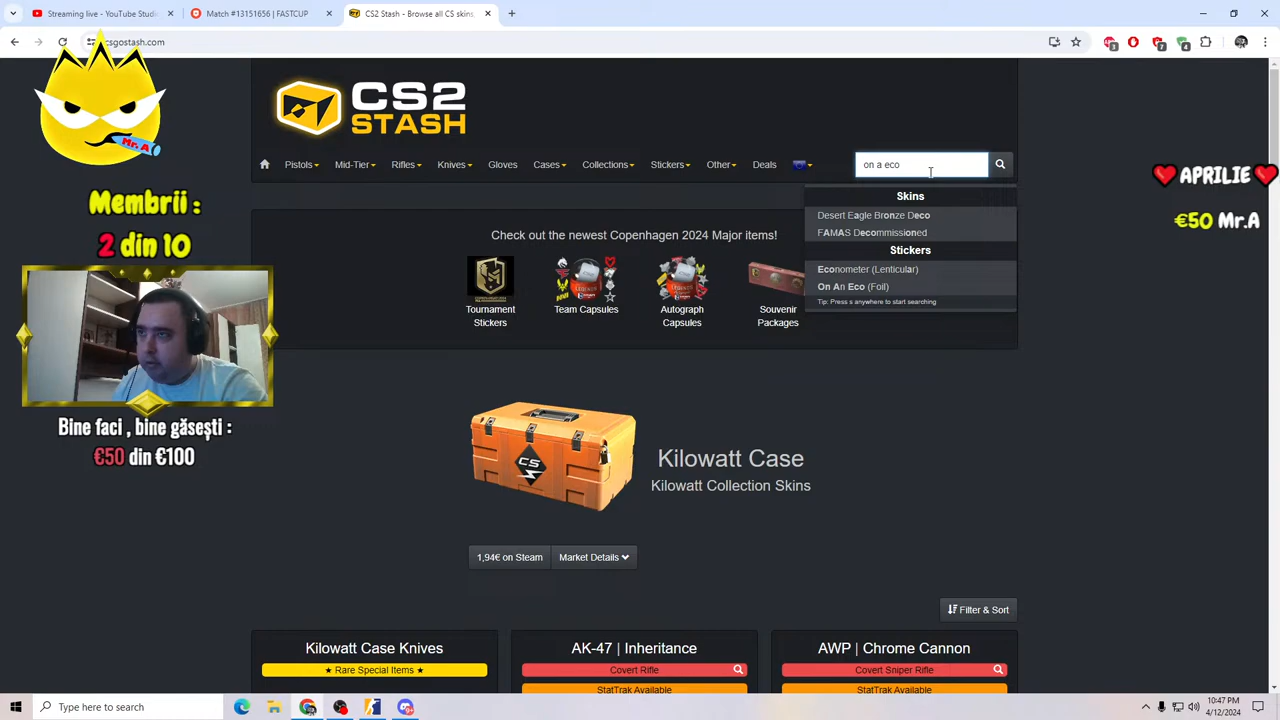 Streaming live - YouTube Studi
Match #13151656 | FASTCUP
CS2 Stash - Browse all CS skins
csgostash.com
3
7
4
CS2
STASH
Pistols
Mid-Tier
Rifles
Knives
Gloves
Cases
Collections
Stickers
Other
Deals
on a eco
Skins
Desert Eagle Bronze Deco
FAMAS Decommissioned
Stickers
Econometer (Lenticular)
On An Eco (Foil)
Tip: Press s anywhere to start searching
Check out the newest Copenhagen 2024 Major items!
Tournament
Stickers
Team Capsules
Autograph
Capsules
Souvenir
Packages
Mr.A
Membrii :
2 din 10
Bine faci , bine găsești :
€50 din €100
APRILIE
€50 Mr.A
CS
Kilowatt Case
Kilowatt Collection Skins
1,94€ on Steam
Market Details
Filter & Sort
Kilowatt Case Knives
★ Rare Special Items ★
AK-47 | Inheritance
Covert Rifle
StatTrak Available
AWP | Chrome Cannon
Covert Sniper Rifle
StatTrak Available
Type here to search
10:47 PM
4/12/2024